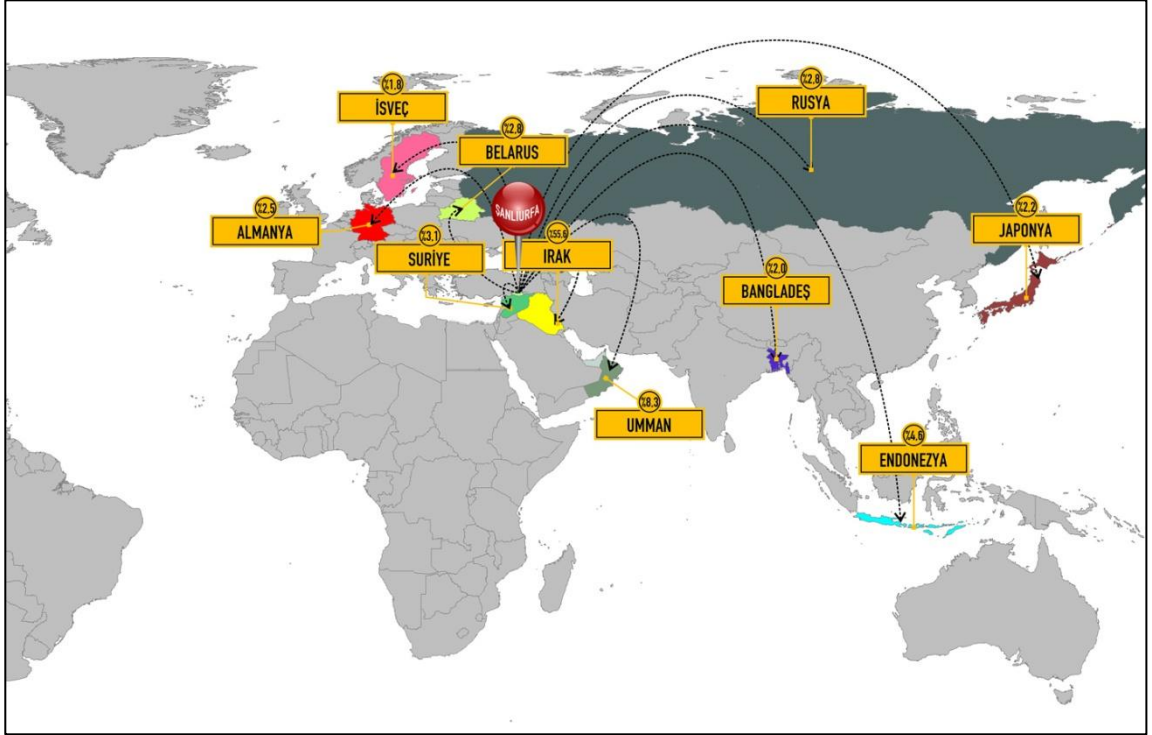 %1.8
İSVEÇ
%2.8
RUSYA
%2.8
BELARUS
ŞANLIURFA
%2.5
ALMANYA
%3.1
SURİYE
%55,6
IRAK
%2.2
JAPONYA
%2.0
BANGLADEŞ
%8.3
UMMAN
%4.6
ENDONEZYA